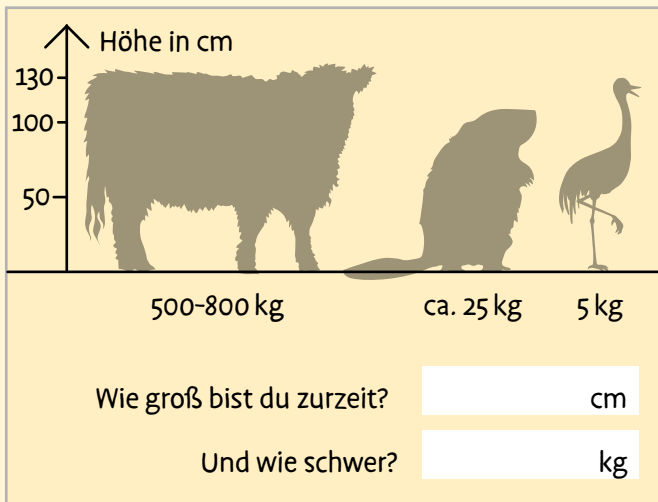 Höhe in cm
130
100
50
500-800 kg ca. 25 kg 5 kg
Wie groß bist du zurzeit? cm
Und wie schwer? kg